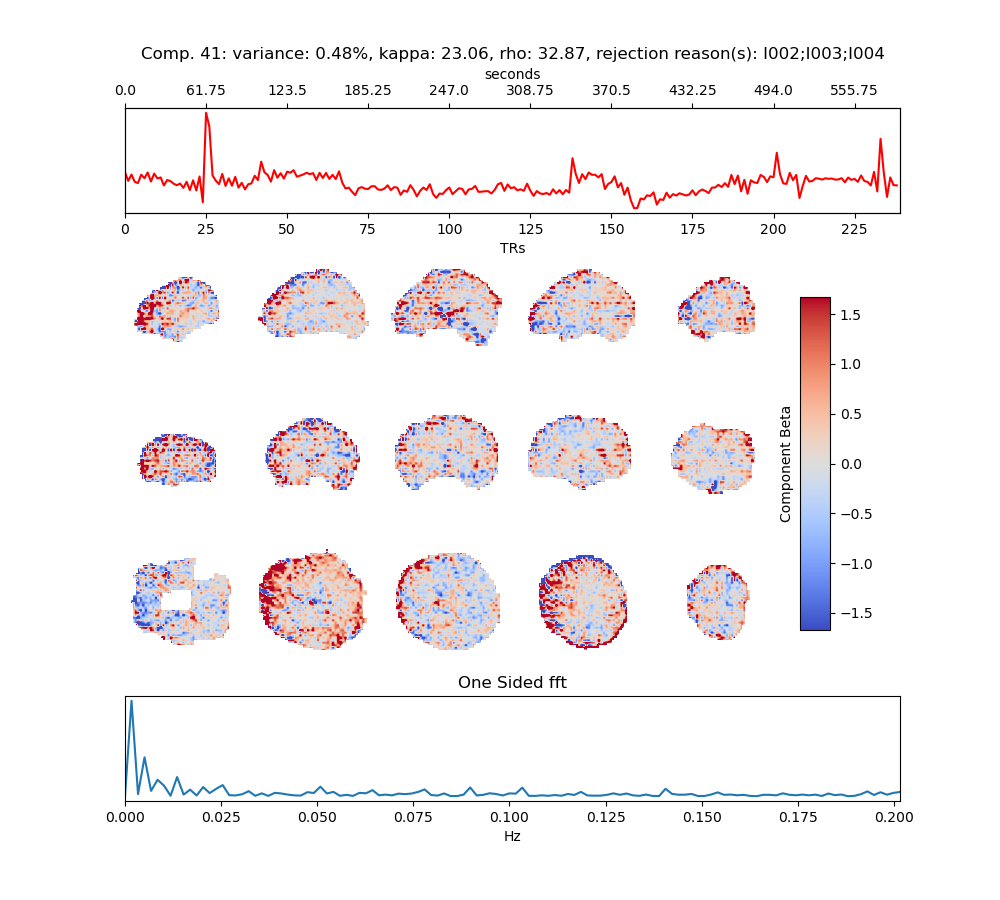 Comp. 41: variance: 0.48%, kappa: 23.06, rho: 32.87, rejection reason(s): I002;I003;I004
seconds
0.0 61.75 123.5 185.25 247.0 308.75 370.5 432.25 494.0 555.75
0 25 50 75 100 125 150 175 200 225
TRs
1.5
1.0
0.5
0.0
−0.5
−1.0
−1.5
Component Beta
One Sided fft
0.000 0.025 0.050 0.075 0.100 0.125 0.150 0.175 0.200
Hz